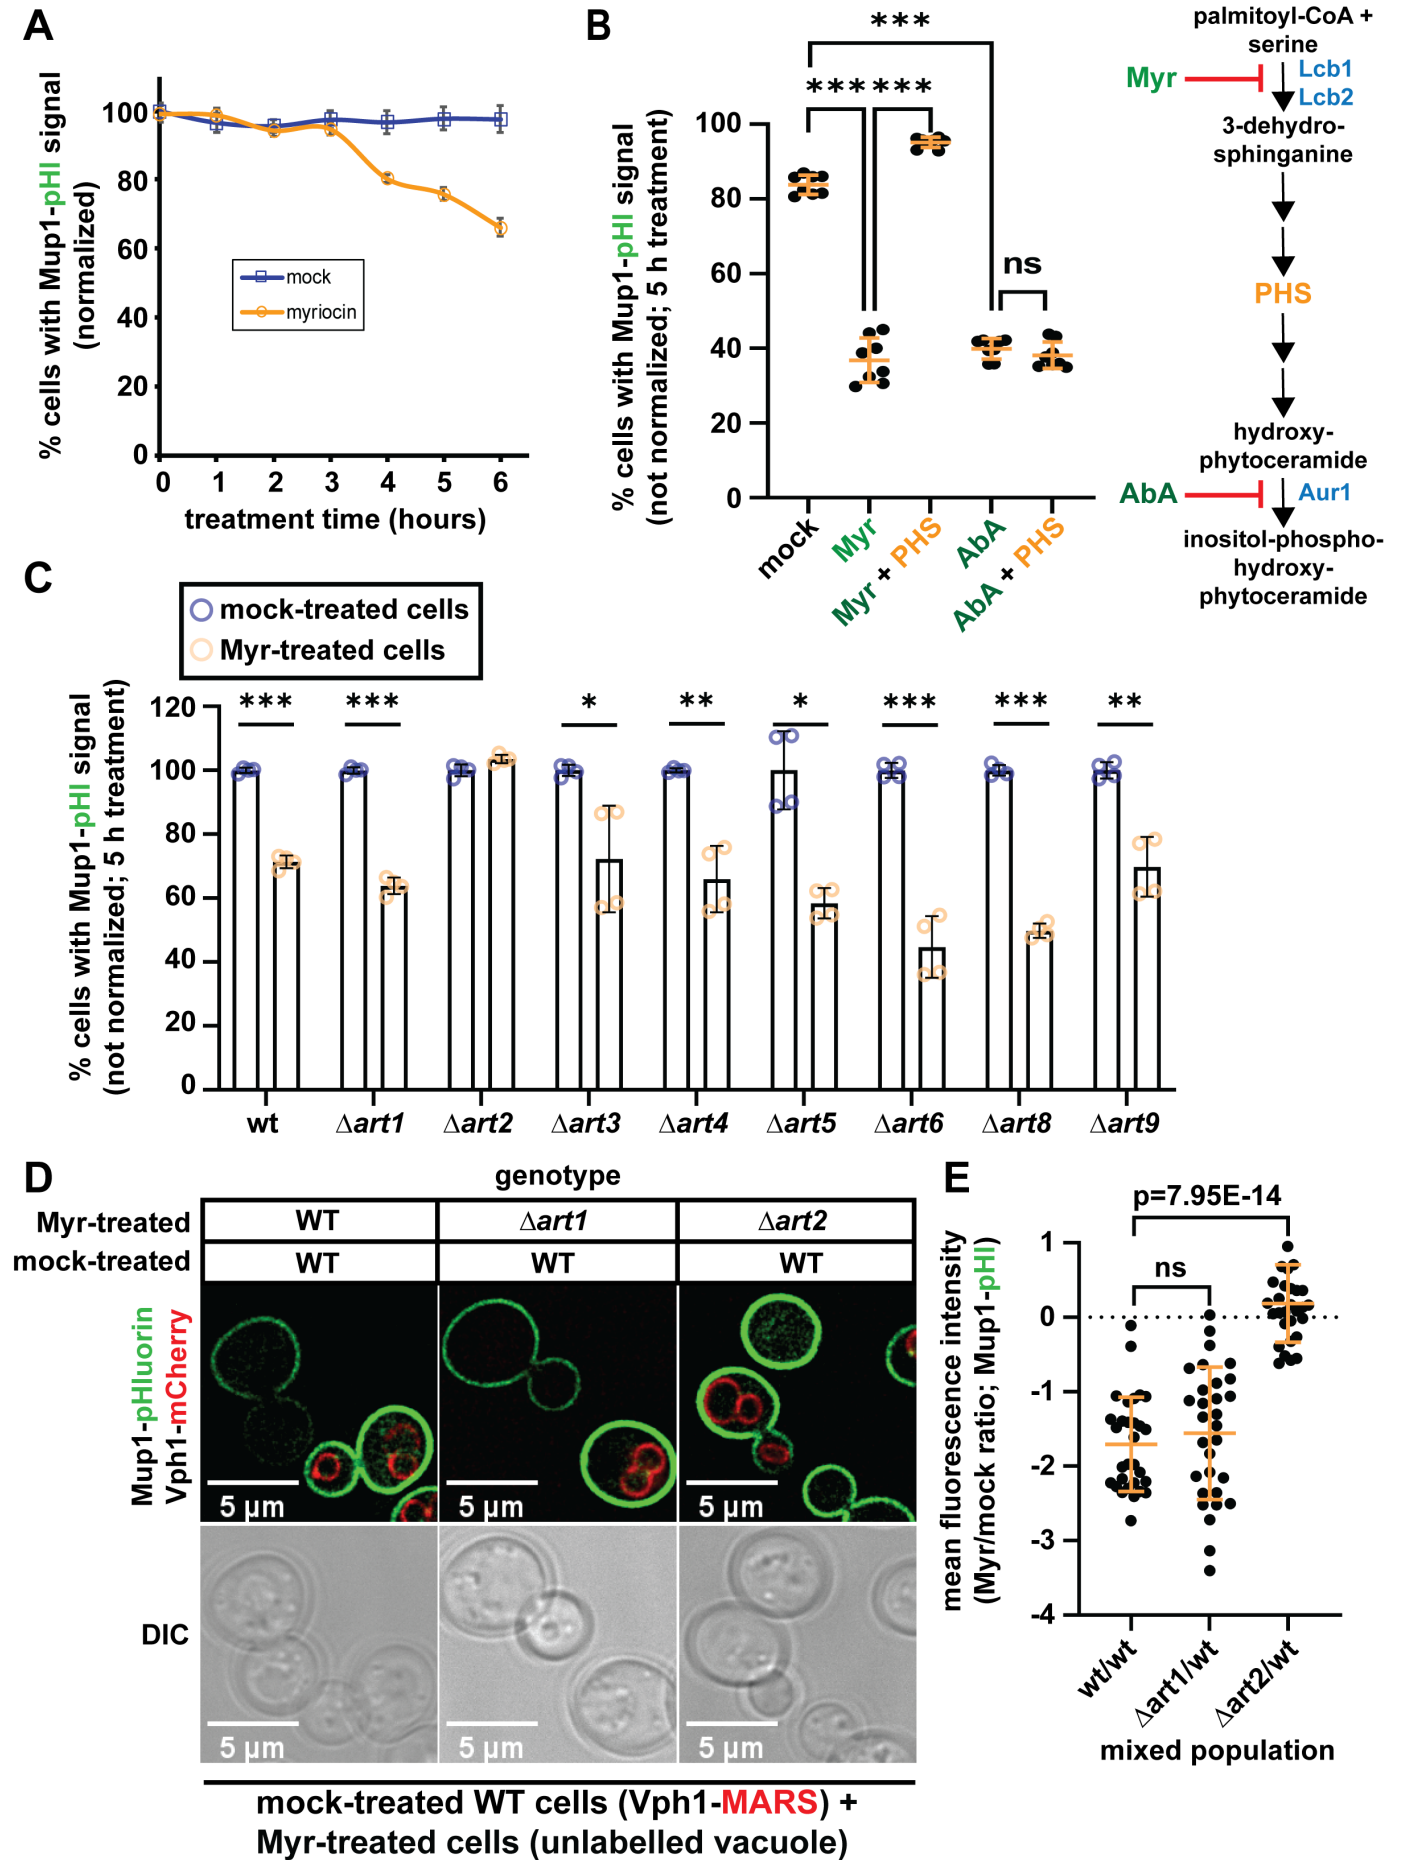 A
% cells with Mup1-pHl signal
(normalized)
100
80
60
40
20
0
mock
myriocin
0 1 2 3 4 5 6
treatment time (hours)
B
% cells with Mup1-pHl signal
(not normalized; 5 h treatment)
***
*** ***
ns
100
80
60
40
20
0
mock
Myr
Myr + PHS
AbA
AbA + PHS
palmitoyl-CoA +
serine
Myr
Lcb1
Lcb2
3-dehydro-
sphinganine
PHS
hydroxy-
phytoceramide
AbA
Aur1
inositol-phospho-
hydroxy-
phytoceramide
C
mock-treated cells
Myr-treated cells
% cells with Mup1-pHl signal
(not normalized; 5 h treatment)
120
100
80
60
40
20
0
*** *** * ** * *** *** **
wt Δart1 Δart2 Δart3 Δart4 Δart5 Δart6 Δart8 Δart9
genotype
D
Myr-treated WT Δart1 Δart2
mock-treated WT WT WT
Mup1-pHluorin
Vph1-mCherry
5 µm 5 µm 5 µm
DIC
5 µm 5 µm 5 µm
mock-treated WT cells (Vph1-MARS) +
Myr-treated cells (unlabelled vacuole)
E
mean fluorescence intensity
(Myr/mock ratio; Mup1-pHl)
p=7.95E-14
ns
1
0
-1
-2
-3
-4
wt/wt
Δart1/wt
Δart2/wt
mixed population